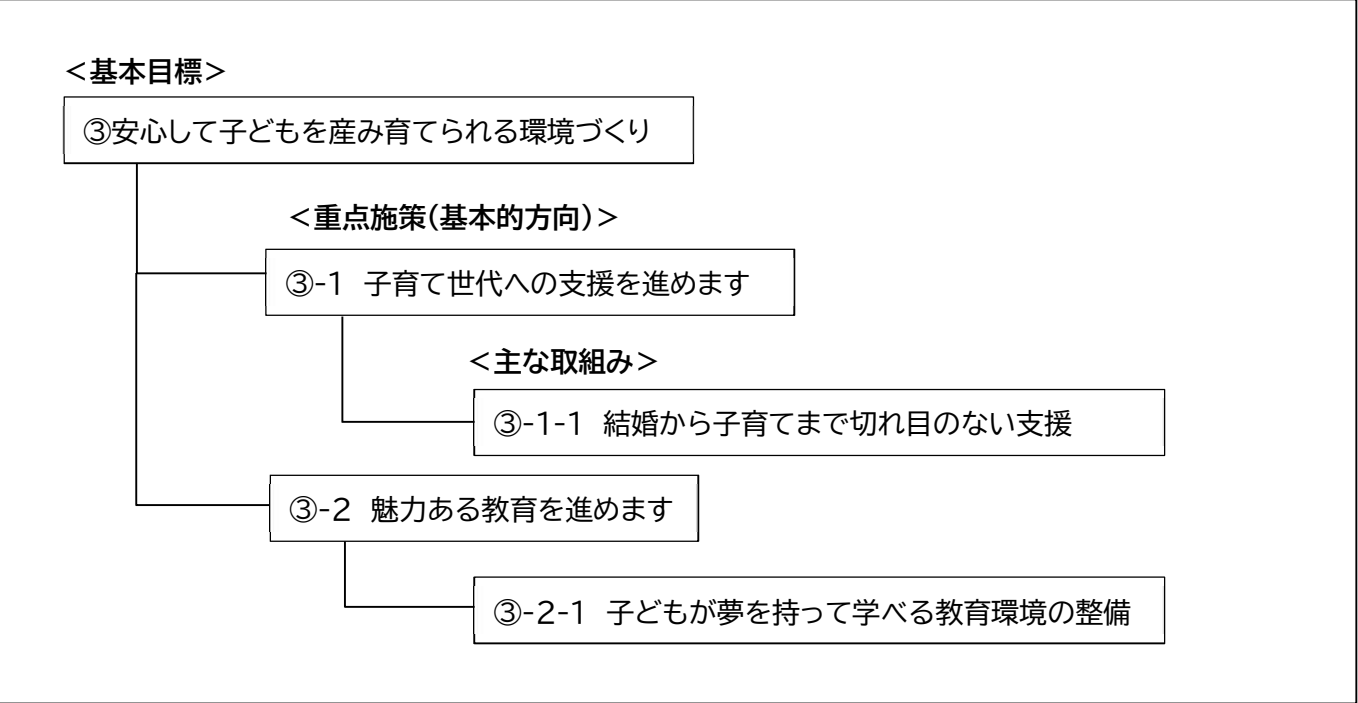 ＜基本目標＞
③安心して子どもを産み育てられる環境づくり
＜重点施策(基本的方向)＞
③-1 子育て世代への支援を進めます
＜主な取組み＞
③-1-1 結婚から子育てまで切れ目のない支援
③-2 魅力ある教育を進めます
③-2-1 子どもが夢を持って学べる教育環境の整備